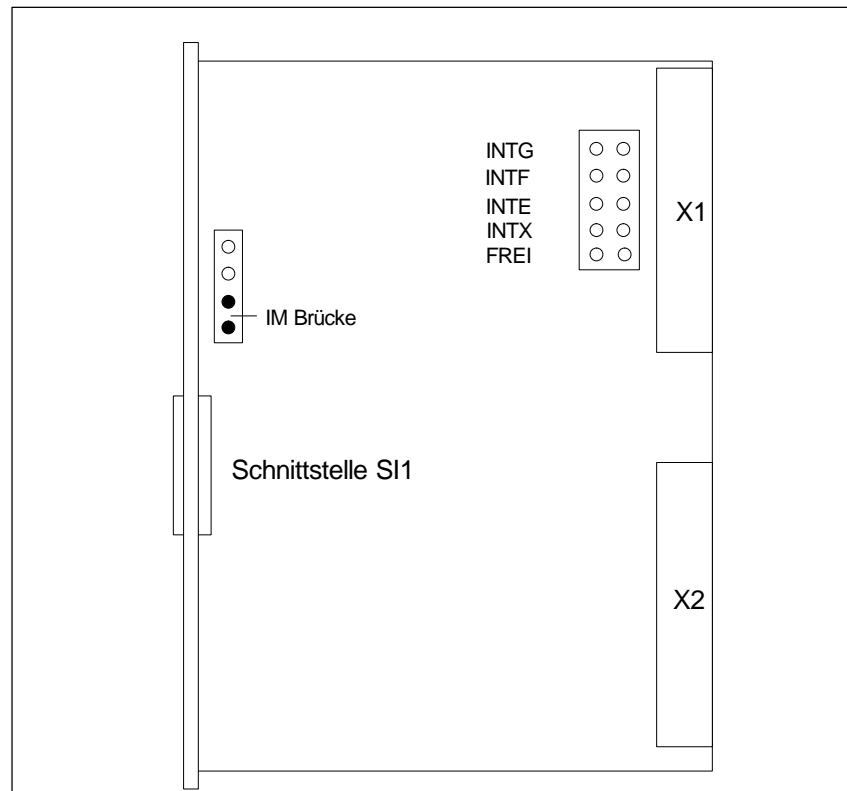 INTG
INTF
INTE
INTX
FREI
X1
IM Brücke
Schnittstelle SI1
X2